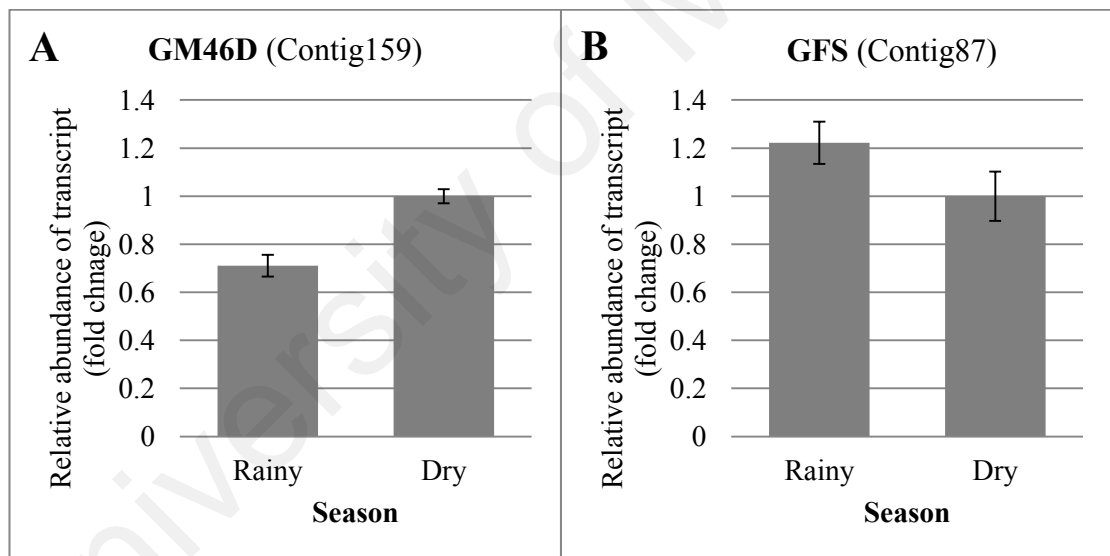 A GM46D (Contig159)
Relative abundance of transcript
(fold chnage)
1.4
1.2
1
0.8
0.6
0.4
0.2
0
Rainy Dry
Season
B GFS (Contig87)
Relative abundance of transcript
(fold change)
1.4
1.2
1
0.8
0.6
0.4
0.2
0
Rainy Dry
Season
niversity of M